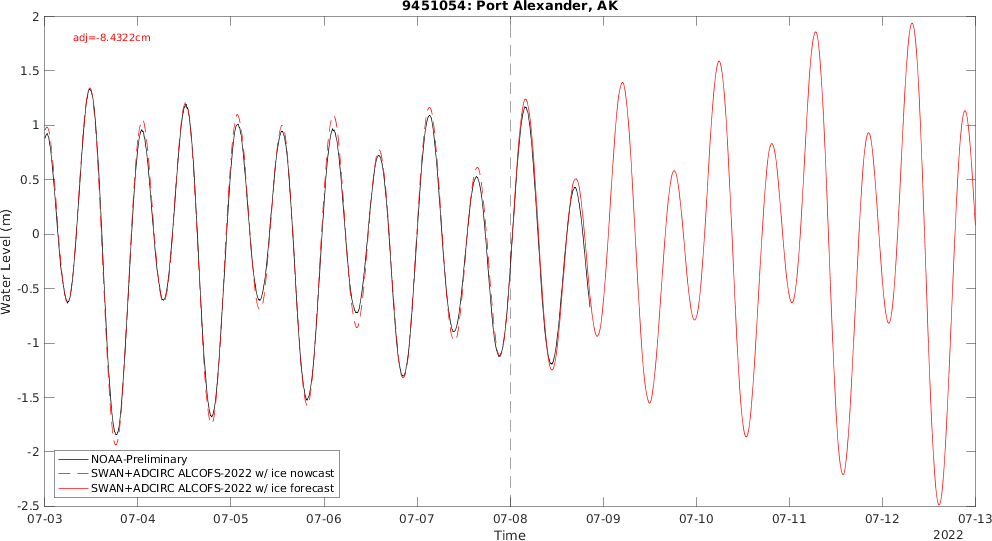 9451054: Port Alexander, AK
adj=-8.4322cm
2
1.5
1
0.5
0
-0.5
-1
-1.5
-2
-2.5
Water Level (m)
NOAA-Preliminary
SWAN+ADCIRC ALCOFS-2022 w/ ice nowcast
SWAN+ADCIRC ALCOFS-2022 w/ ice forecast
07-03 07-04 07-05 07-06 07-07 07-08 07-09 07-10 07-11 07-12 07-13
Time
2022